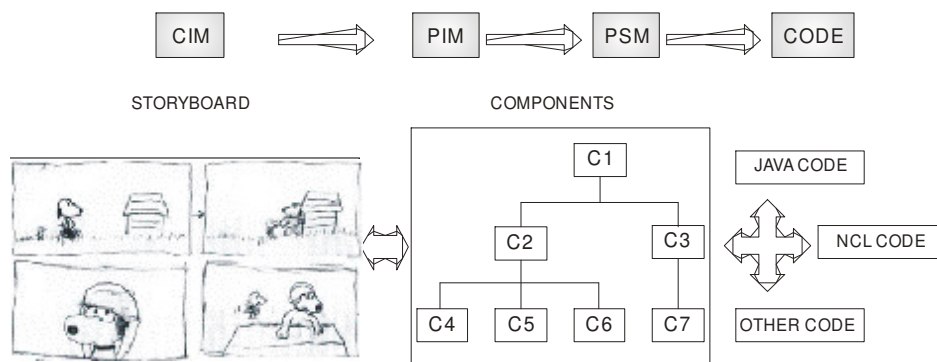 CIM PIM PSM CODE
STORYBOARD COMPONENTS
C1
JAVA CODE
C2 C3
NCL CODE
C4 C5 C6 C7
OTHER CODE